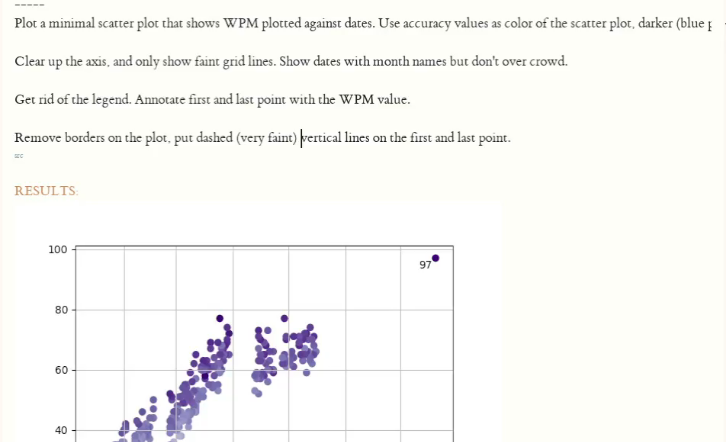 Plot a minimal scatter plot that shows WPM plotted against dates. Use accuracy values as color of the scatter plot, darker (blue p
Clear up the axis, and only show faint grid lines. Show dates with month names but don't over crowd.
Get rid of the legend. Annotate first and last point with the WPM value.
Remove borders on the plot, put dashed (very faint) vertical lines on the first and last point.
RESULTS:
100
97
80
60
40